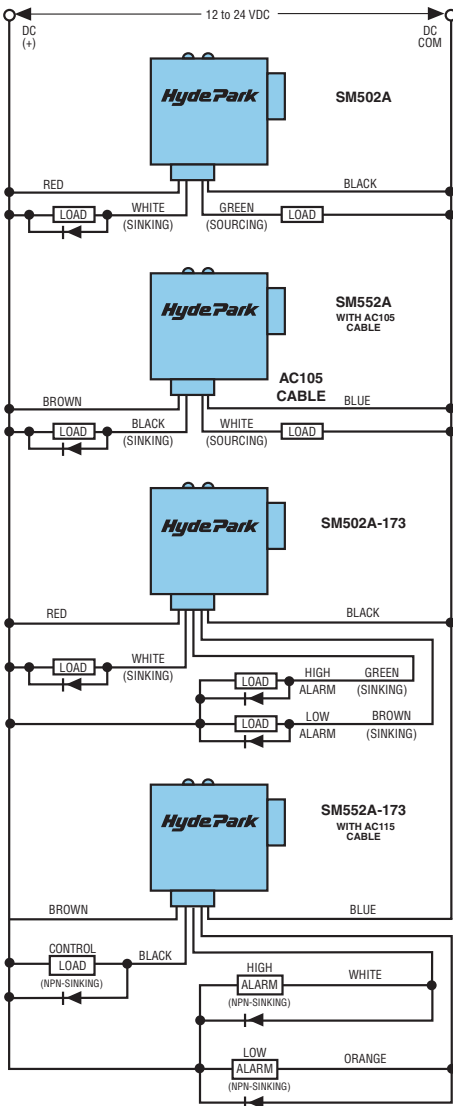 12 to 24 VDC
DC
(+)
DC
COM
HydePark
SM502A
RED
BLACK
LOAD
WHITE
(SINKING)
GREEN
(SOURCING)
LOAD
HydePark
SM552A
WITH AC105
CABLE
AC105
CABLE
BROWN
BLUE
LOAD
BLACK
(SINKING)
WHITE
(SOURCING)
LOAD
HydePark
SM502A-173
RED
BLACK
LOAD
WHITE
(SINKING)
LOAD
HIGH
ALARM
GREEN
(SINKING)
LOAD
LOW
ALARM
BROWN
(SINKING)
HydePark
SM552A-173
WITH AC115
CABLE
BROWN
BLUE
CONTROL
LOAD
(NPN-SINKING)
BLACK
HIGH
ALARM
(NPN-SINKING)
WHITE
LOW
ALARM
(NPN-SINKING)
ORANGE